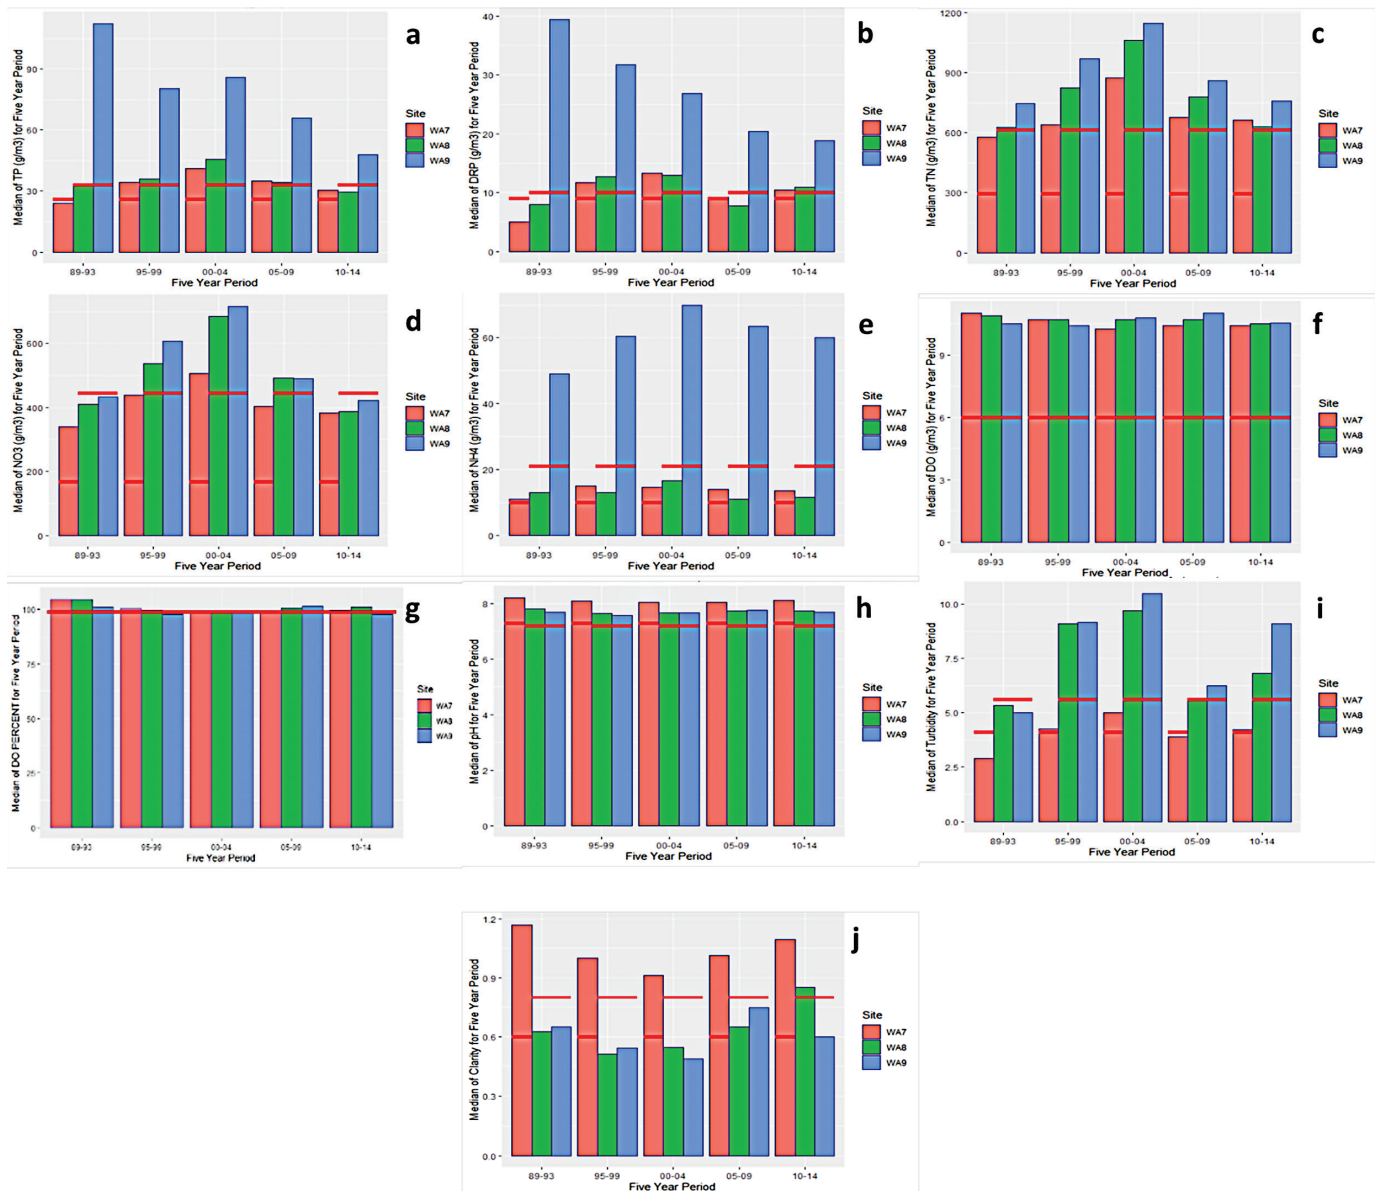 a
Median of TP (g/m3) for Five Year Period
90
60
30
0
89-93
95-99
00-04
05-09
10-14
Five Year Period
Site
WA7
WA8
WA9
b
Median of DRP (g/m3) for Five Year Period
40
30
20
10
0
89-93
95-99
00-04
05-09
10-14
Five Year Period
Site
WA7
WA8
WA9
c
Median of TN (g/m3) for Five Year Period
1200
900
600
300
0
89-93
95-99
00-04
05-09
10-14
Five Year Period
Site
WA7
WA8
WA9
d
Median of NO3 (g/m3) for Five Year Period
600
400
200
0
89-93
95-99
00-04
05-09
10-14
Five Year Period
Site
WA7
WA8
WA9
e
Median of NH4 (g/m3) for Five Year Period
60
40
20
0
89-93
95-99
00-04
05-09
10-14
Five Year Period
Site
WA7
WA8
WA9
f
Median of DO (g/m3) for Five Year Period
9
6
3
0
89-93
95-99
00-04
05-09
10-14
Five Year Period
Site
WA7
WA8
WA9
g
Median of DO PERCENT for Five Year Period
100
75
50
25
0
89-93
95-99
00-04
05-09
10-14
Five Year Period
Site
WA7
WA8
WA9
h
Median of pH for Five Year Period
8
6
4
2
0
89-93
95-99
00-04
05-09
10-14
Five Year Period
Site
WA7
WA8
WA9
i
Median of Turbidity for Five Year Period
10.0
7.5
5.0
2.5
0.0
89-93
95-99
00-04
05-09
10-14
Five Year Period
Site
WA7
WA8
WA9
j
Median of Clarity for Five Year Period
1.2
0.9
0.6
0.3
0.0
89-93
95-99
00-04
05-09
10-14
Five Year Period
Site
WA7
WA8
WA9